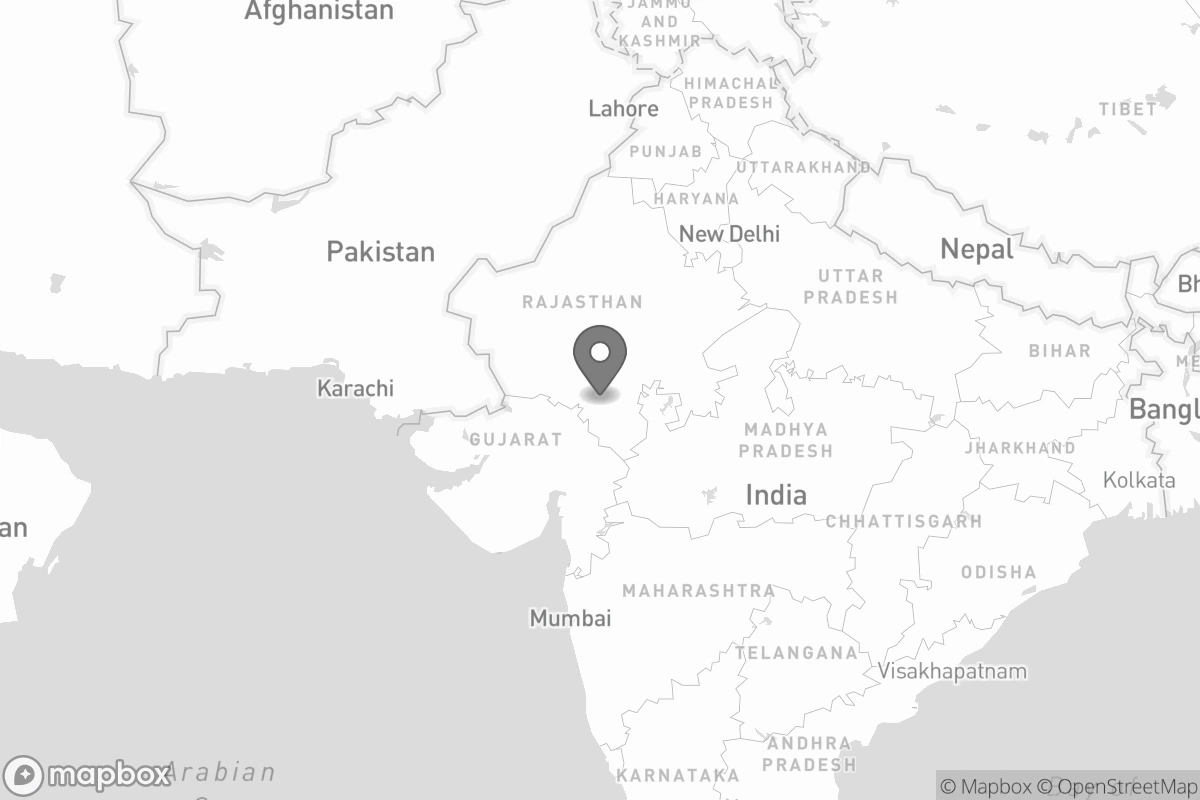 Afghanistan
JAMMU
AND
KASHMIR
HIMACHAL
PRADESH
Lahore
TIBET
PUNJAB
UTTARAKHAND
HARYANA
New Delhi
Pakistan
Nepal
UTTAR
PRADESH
Bh
RAJASTHAN
BIHAR
ME
Karachi
Bangl
GUJARAT
MADHYA
PRADESH
JHARKHAND
Kolkata
India
an
CHHATTISGARH
ODISHA
MAHARASHTRA
Mumbai
TELANGANA
Visakhapatnam
ANDHRA
PRADESH
KARNATAKA
Arabian
mapbox
© Mapbox © OpenStreetMap